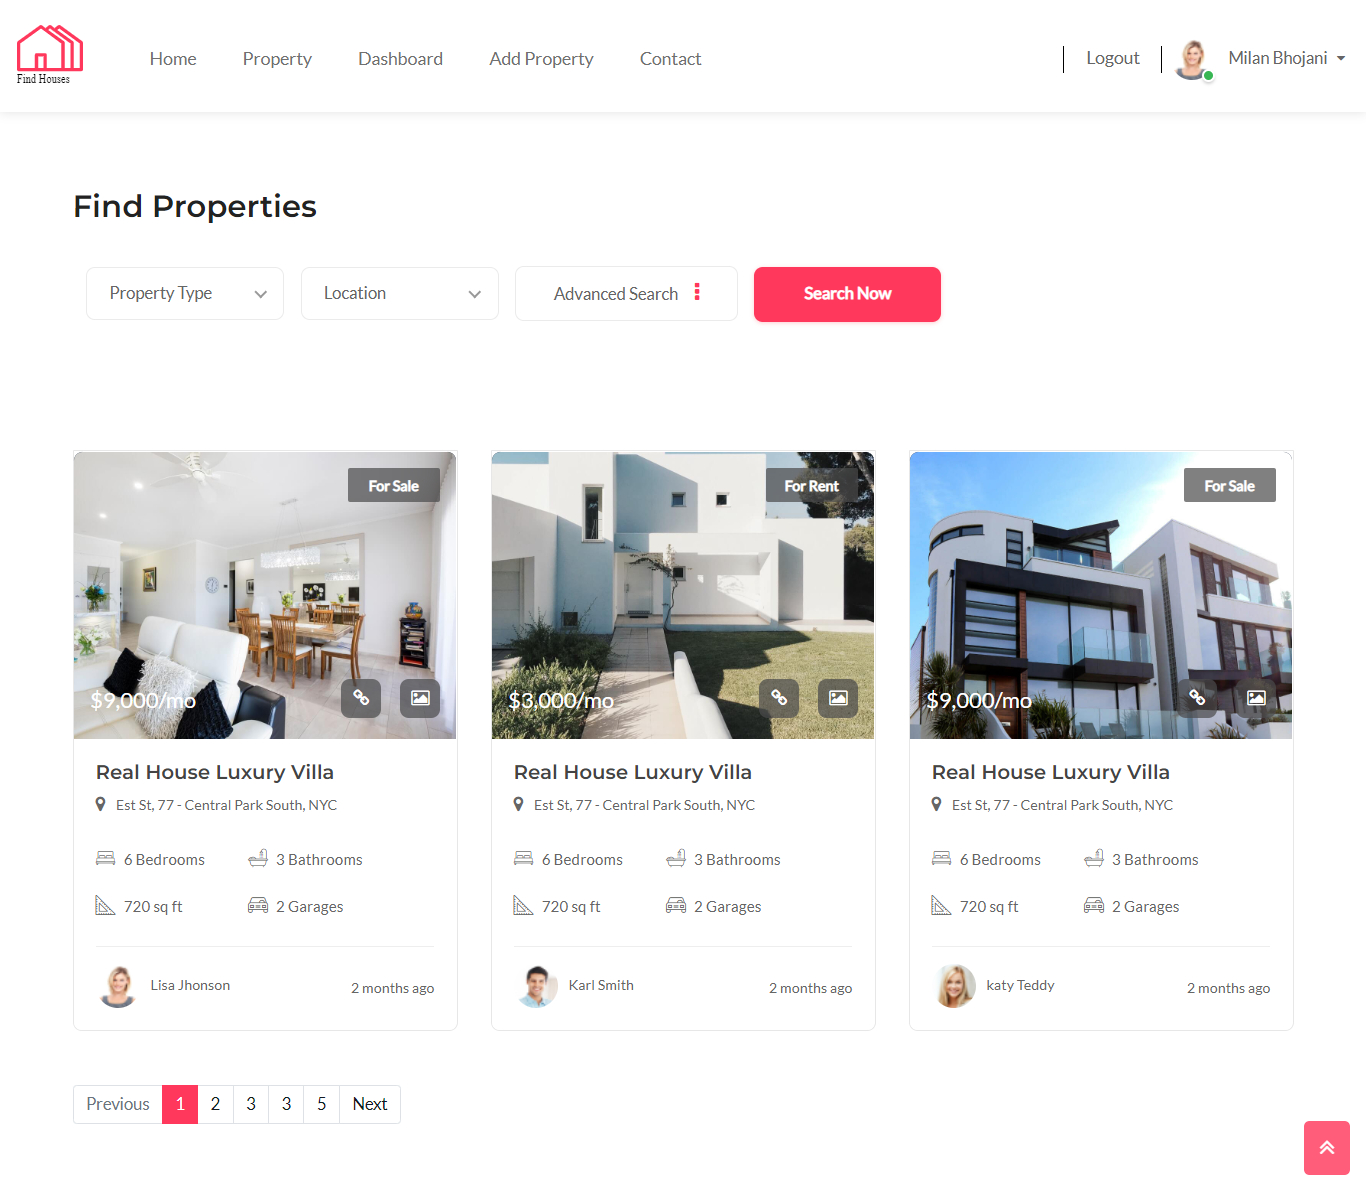 Find Houses
Home Property Dashboard Add Property Contact
Logout Milan Bhojani
Find Properties
Property Type Location Advanced Search Search Now
For Sale
$9,000/mo
Real House Luxury Villa
Est St, 77 - Central Park South, NYC
6 Bedrooms 3 Bathrooms
720 sq ft 2 Garages
Lisa Jhonson 2 months ago
For Rent
$3,000/mo
Real House Luxury Villa
Est St, 77 - Central Park South, NYC
6 Bedrooms 3 Bathrooms
720 sq ft 2 Garages
Karl Smith 2 months ago
For Sale
$9,000/mo
Real House Luxury Villa
Est St, 77 - Central Park South, NYC
6 Bedrooms 3 Bathrooms
720 sq ft 2 Garages
katy Teddy 2 months ago
Previous 1 2 3 3 5 Next